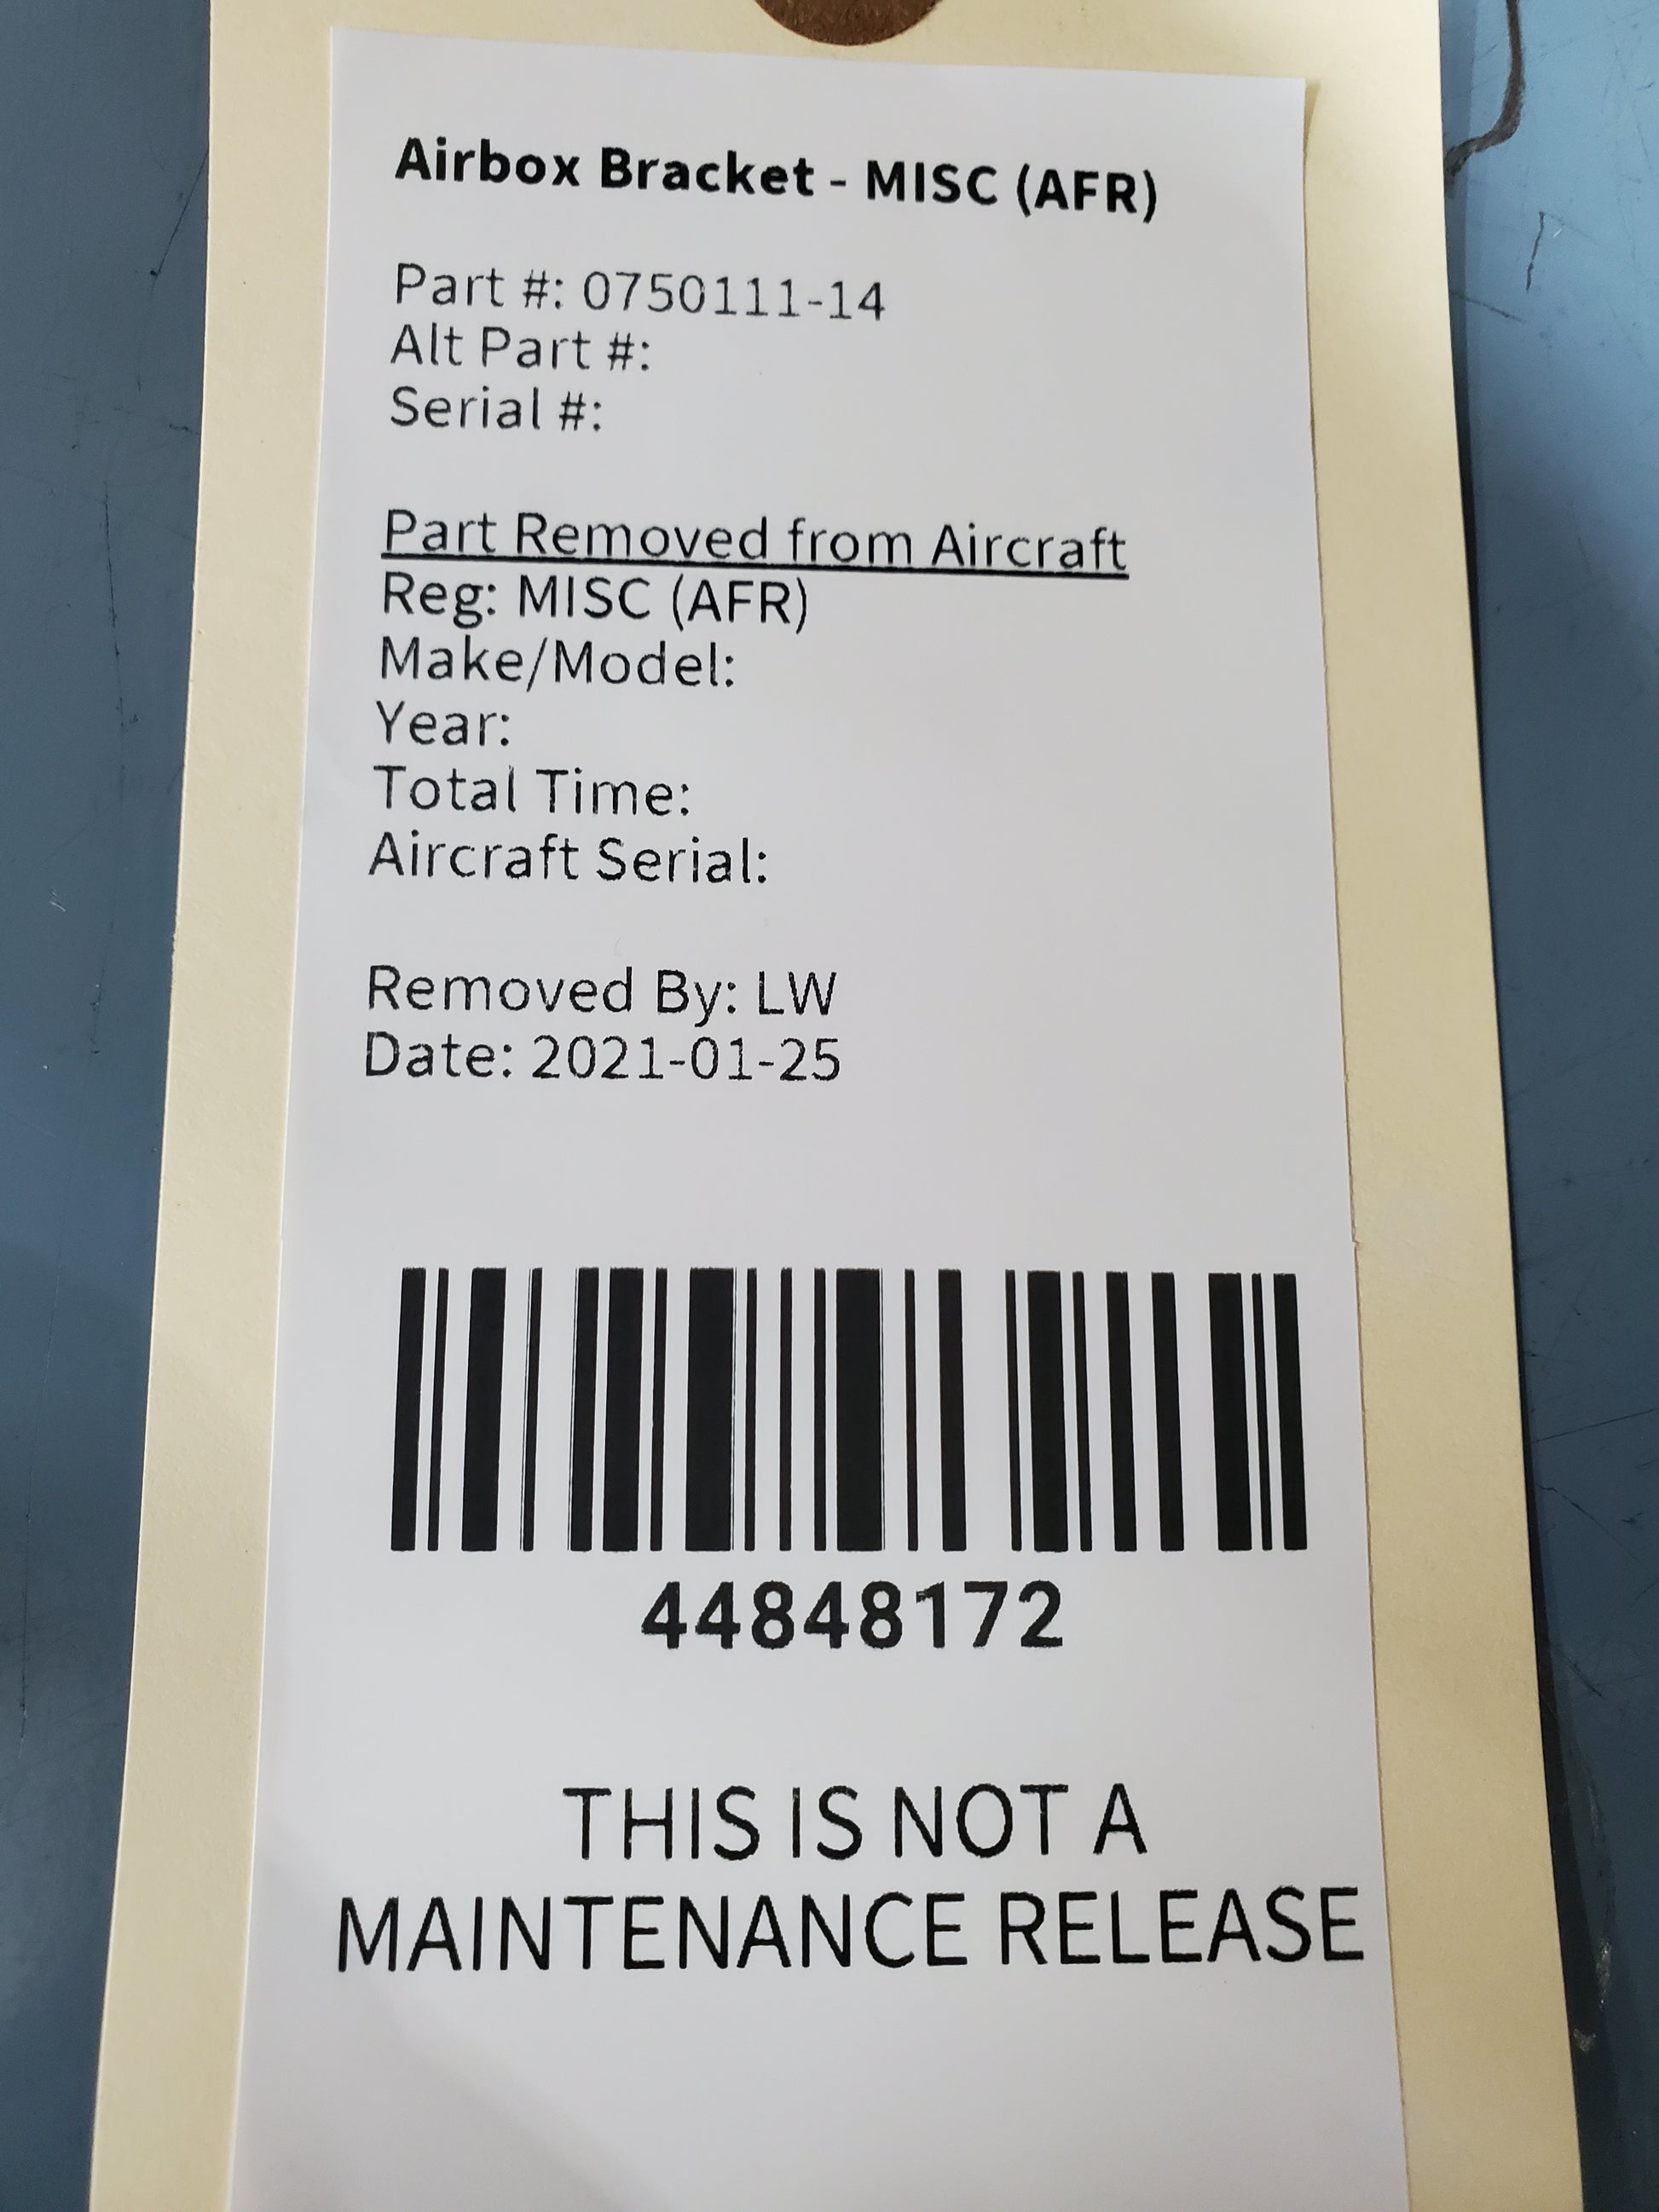 Airbox Bracket - MISC (AFR)
Part #: 0750111-14
Alt Part #:
Serial #:
Part Removed from Aircraft
Reg: MISC (AFR)
Make/Model:
Year:
Total Time:
Aircraft Serial:
Removed By: LW
Date: 2021-01-25
44848172
THIS IS NOT A
MAINTENANCE RELEASE